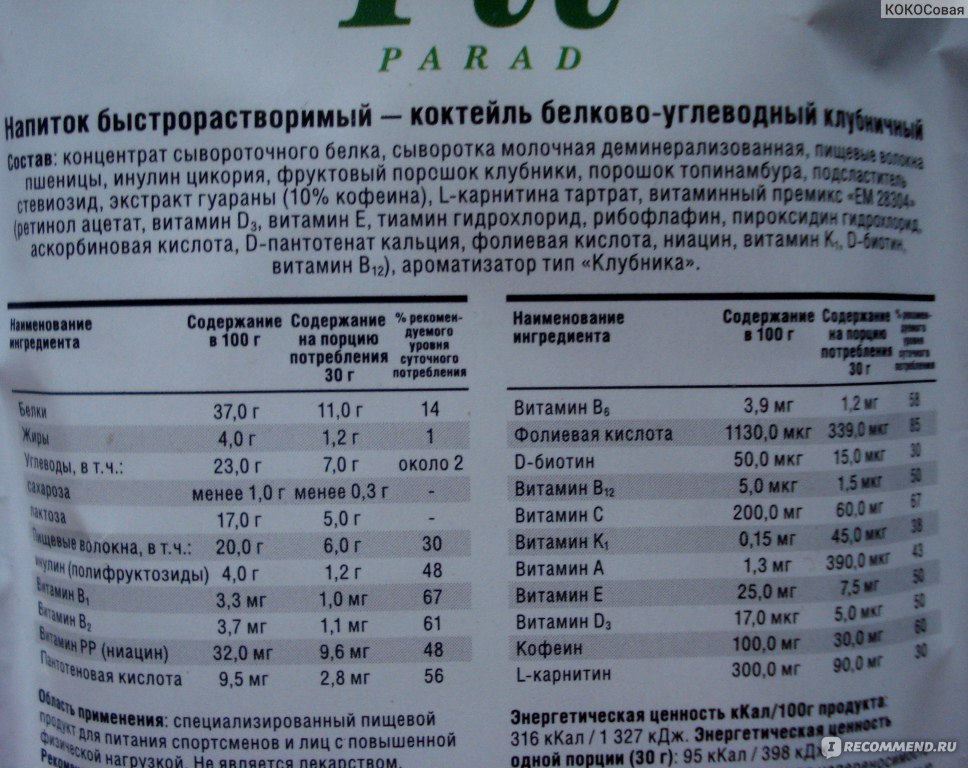 КОКОСовая
Fit
PARAD
Напиток быстрорастворимый — коктейль белково-углеводный клубничный
Состав: концентрат сывороточного белка, сыворотка молочная деминерализованная, пищевые волокна
пшеницы, инулин цикория, фруктовый порошок клубники, порошок топинамбура, подсластитель
стевиозид, экстракт гуараны (10% кофеина), L-карнитина тартрат, витаминный премикс «ЕМ 28304»
(ретинол ацетат, витамин D3, витамин Е, тиамин гидрохлорид, рибофлавин, пироксидин гидрохлорид,
аскорбиновая кислота, D-пантотенат кальция, фолиевая кислота, ниацин, витамин K1, D-биотин,
витамин В12), ароматизатор тип «Клубника».
Наименование ингредиента Содержание в 100 г Содержание на порцию потребления 30 г % рекомен-дуемого уровня суточного потребления
Белки 37,0 г 11,0 г 14
Жиры 4,0 г 1,2 г 1
Углеводы, в т.ч.: 23,0 г 7,0 г около 2
сахароза менее 1,0 г менее 0,3 г -
лактоза 17,0 г 5,0 г -
Пищевые волокна, в т.ч.: 20,0 г 6,0 г 30
инулин (полифруктозиды) 4,0 г 1,2 г 48
Витамин В1 3,3 мг 1,0 мг 67
Витамин В2 3,7 мг 1,1 мг 61
Витамин РР (ниацин) 32,0 мг 9,6 мг 48
Пантотеновая кислота 9,5 мг 2,8 мг 56
Наименование ингредиента Содержание в 100 г Содержание на порцию потребления 30 г % рекомен-дуемого уровня суточного потребления
Витамин В6 3,9 мг 1,2 мг 58
Фолиевая кислота 1130,0 мкг 339,0 мкг 85
D-биотин 50,0 мкг 15,0 мкг 30
Витамин В12 5,0 мкг 1,5 мкг 50
Витамин С 200,0 мг 60,0 мг 67
Витамин K1 0,15 мг 45,0 мкг 38
Витамин А 1,3 мг 390,0 мкг 43
Витамин Е 25,0 мг 7,5 мг 50
Витамин D3 17,0 мкг 5,0 мкг 50
Кофеин 100,0 мг 30,0 мг 60
L-карнитин 300,0 мг 90,0 мг 30
Область применения: специализированный пищевой
продукт для питания спортсменов и лиц с повышенной
физической нагрузкой. Не является лекарством.
Энергетическая ценность кКал/100г продукта:
316 кКал / 1 327 кДж. Энергетическая ценность
одной порции (30 г): 95 кКал / 398 кДж
IRECOMMEND.RU